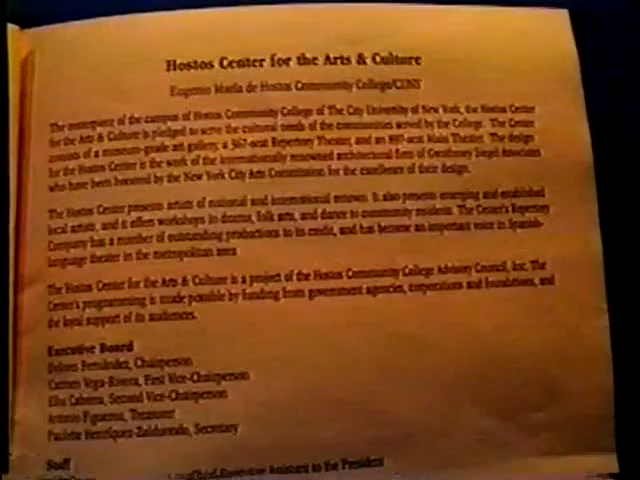 Hostos Center for the Arts & Culture
Eugenio María de Hostos Community College/CUNY
The centerpiece of the campus of Hostos Community College of The City University of New York, the Hostos Center
for the Arts & Culture is pledged to serve the cultural needs of the communities served by the College. The Center
consists of a museum-grade art gallery, a 367-seat Repertory Theater, and an 897-seat Main Theater. The design
for the Hostos Center is the work of the internationally renowned architectural firm of Gwathmey Siegel Associates
who have been honored by the New York City Arts Commission for the excellence of their design.
The Hostos Center presents artists of national and international renown. It also presents emerging and established
local artists, and it offers workshops in drama, folk arts, and dance to community residents. The Center's Repertory
Company has a number of outstanding productions to its credit, and has become an important voice in Spanish-
language theater in the metropolitan area.
The Hostos Center for the Arts & Culture is a project of the Hostos Community College Advisory Council, Inc. The
Center's programming is made possible by funding from government agencies, corporations and foundations, and
the loyal support of its audiences.
Executive Board
Dolores Fernández, Chairperson
Carmen Vega-Rivera, First Vice-Chairperson
Elba Cabrera, Second Vice-Chairperson
Antonio Figueroa, Treasurer
Paulette Henríquez-Zaldumndo, Secretary
Staff
Executive Assistant to the President